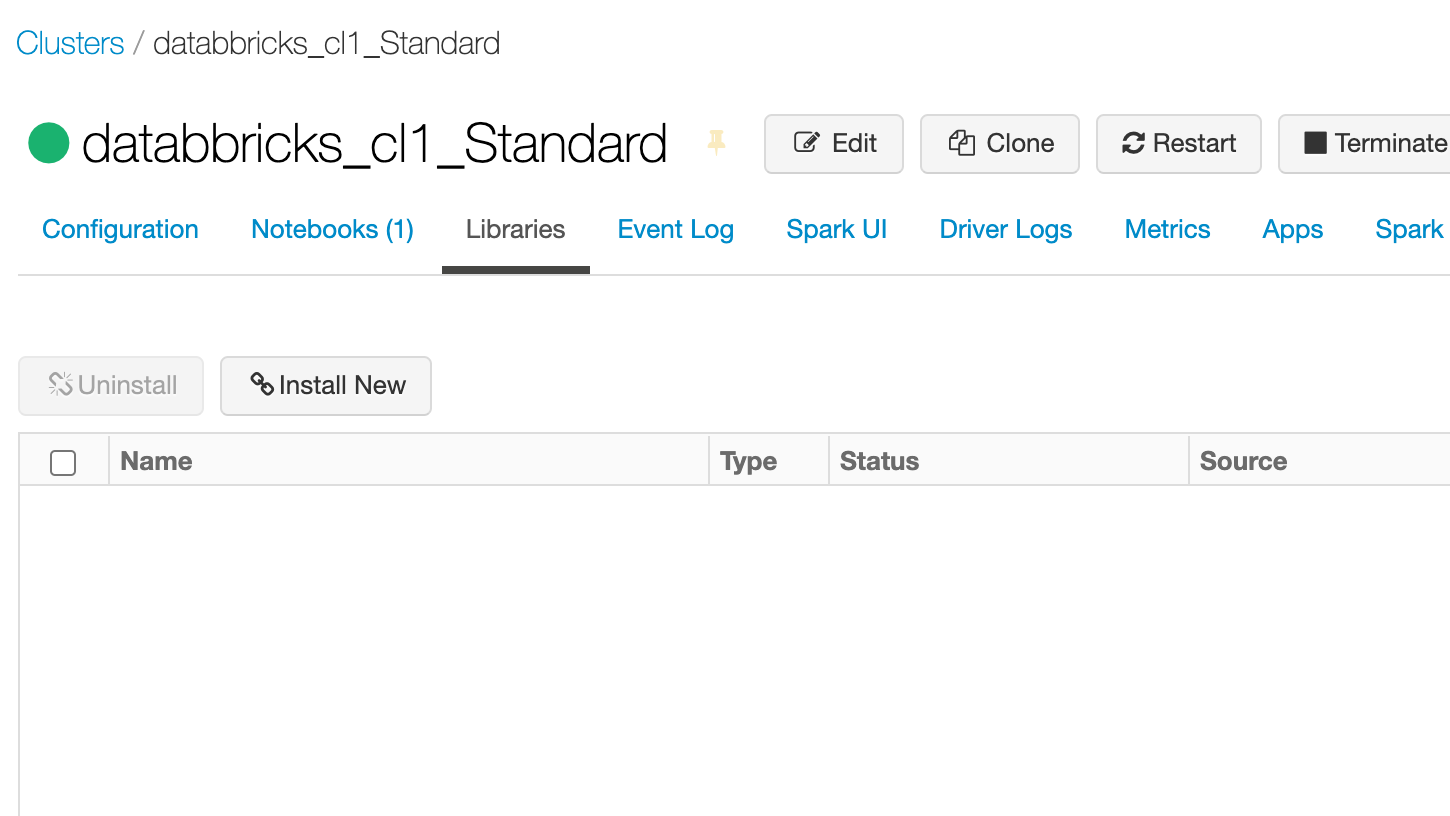 Clusters / databbricks_cl1_Standard
databbricks_cl1_Standard Edit Clone Restart Terminate
Configuration Notebooks (1) Libraries Event Log Spark UI Driver Logs Metrics Apps Spark
Uninstall Install New
Name Type Status Source